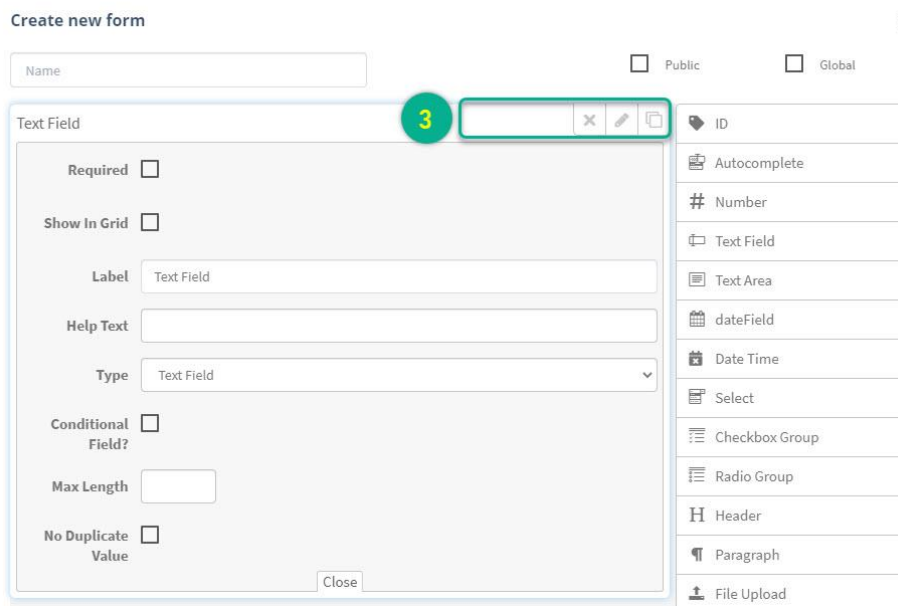 Create new form
Name
Public
Global
Text Field
3
Required
Show In Grid
Label
Text Field
Help Text
Type
Text Field
Conditional
Field?
Max Length
No Duplicate
Value
Close
ID
Autocomplete
# Number
Text Field
Text Area
dateField
Date Time
Select
Checkbox Group
Radio Group
H Header
¶ Paragraph
File Upload